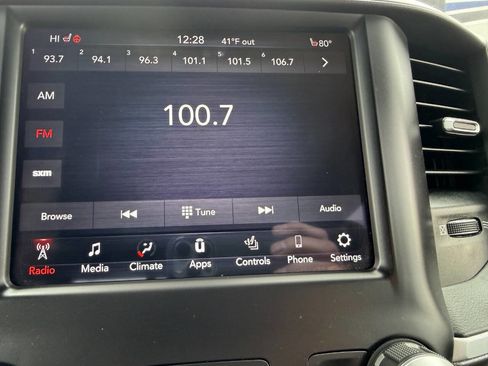 HI 12:28 41°F out 80°
1 93.7 2 94.1 3 96.3 4 101.1 5 101.5 6 106.7
AM
100.7
FM
sxm
Browse Tune Audio
Radio Media Climate Apps Controls Phone Settings